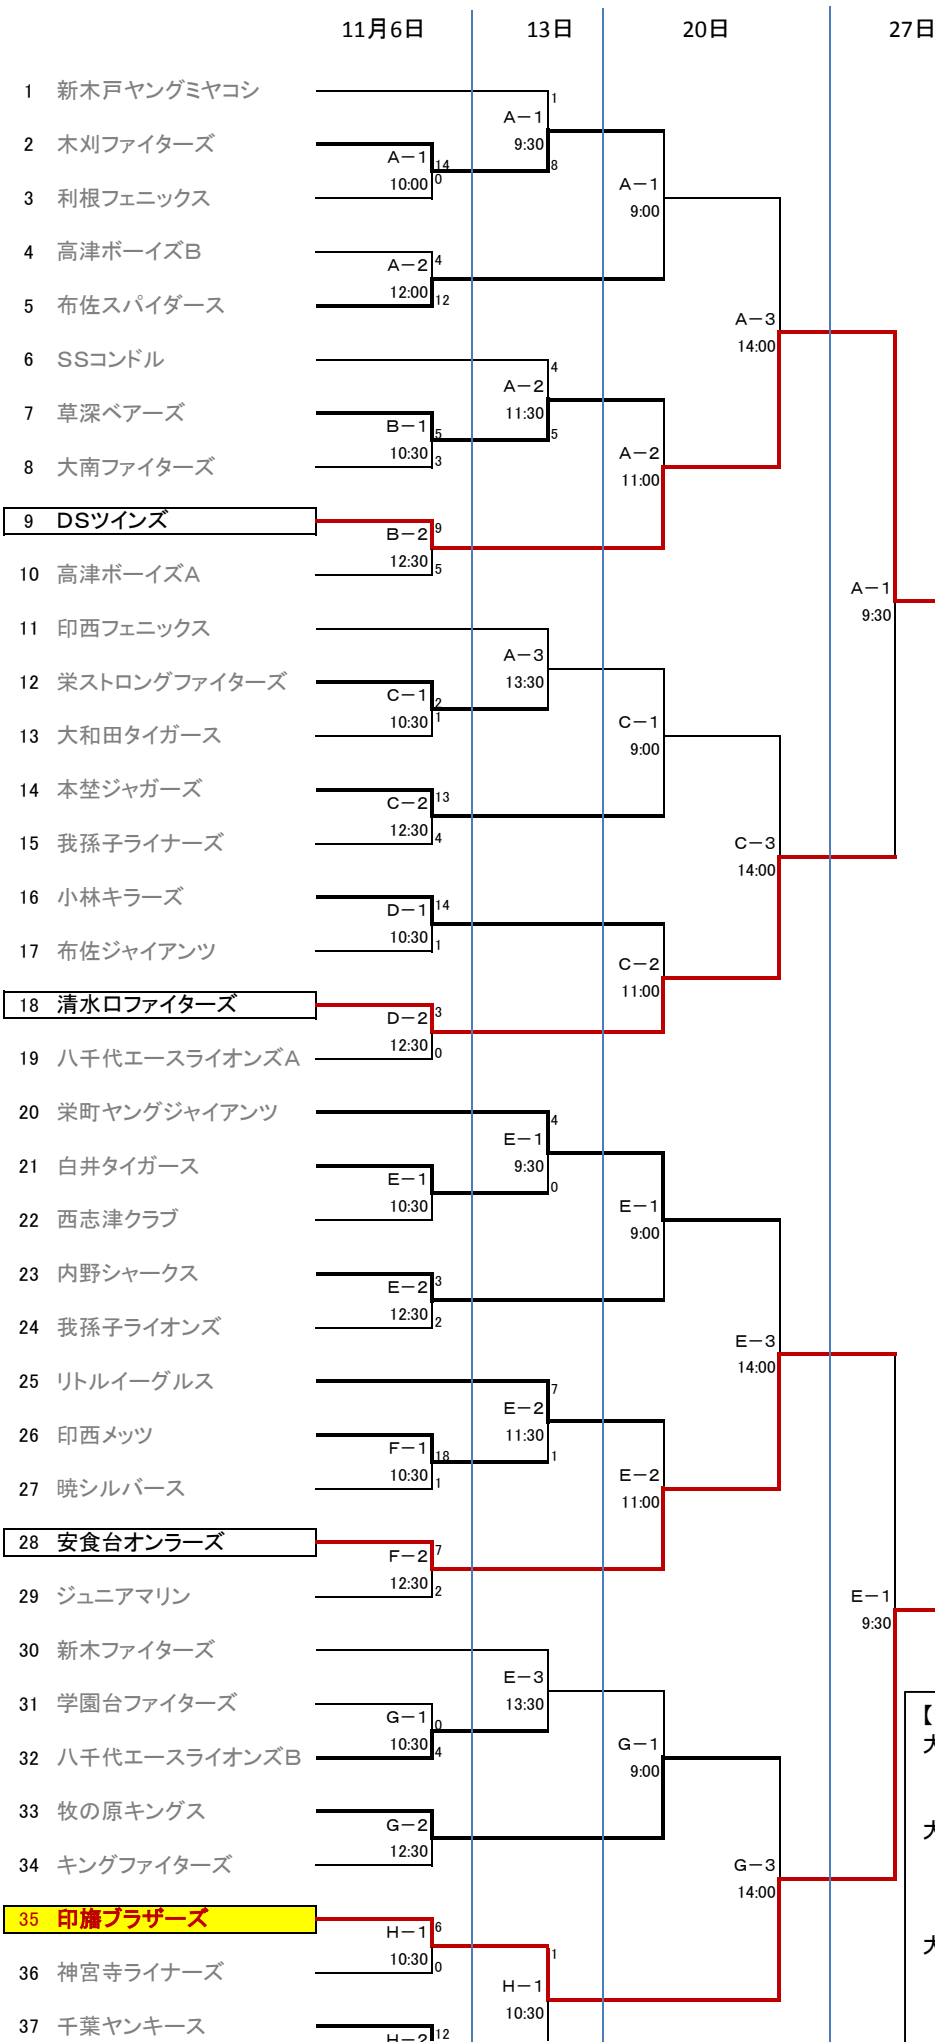 11月6日 13日 20日 27日
1 新木戸ヤングミヤコシ
1
A－1
2 木刈ファイターズ
9:30
A－1 14
8
10:00 0
A－1
3 利根フェニックス
9:00
4 高津ボーイズB
4
A－2
12:00
12
5 布佐スパイダース
A－3
14:00
6 SSコンドル
4
A－2
7 草深ベアーズ
11:30
B－1 5
5
10:30 3
A－2
8 大南ファイターズ
11:00
9 DSツインズ
9
B－2
12:30
5
10 高津ボーイズA
A－1
9:30
11 印西フェニックス
A－3
12 栄ストロングファイターズ
13:30
C－1 2
10:30 1
C－1
13 大和田タイガース
9:00
14 本埜ジャガーズ
13
C－2
12:30
4
15 我孫子ライナーズ
C－3
14:00
16 小林キラーズ
14
D－1
10:30
1
17 布佐ジャイアンツ
C－2
11:00
18 清水口ファイターズ
3
D－2
12:30
0
19 八千代エースライオンズA
20 栄町ヤングジャイアンツ
4
E－1
21 白井タイガース
9:30
E－1
0
10:30
E－1
22 西志津クラブ
9:00
23 内野シャークス
3
E－2
12:30
2
24 我孫子ライオンズ
E－3
14:00
25 リトルイーグルス
7
E－2
26 印西メッツ
11:30
F－1 18
1
10:30 1
E－2
27 暁シルバース
11:00
28 安食台オンラーズ
7
F－2
12:30
2
29 ジュニアマリン
E－1
9:30
30 新木ファイターズ
E－3
31 学園台ファイターズ
13:30
G－1 0
10:30 4
【
大
G－1
32 八千代エースライオンズB
9:00
33 牧の原キングス
大
G－2
12:30
34 キングファイターズ
G－3
14:00
35 印旛ブラザーズ
6
H－1
大
10:30
0
1
36 神宮寺ライナーズ
H－1
10:30
37 千葉ヤンキース
12
H－2